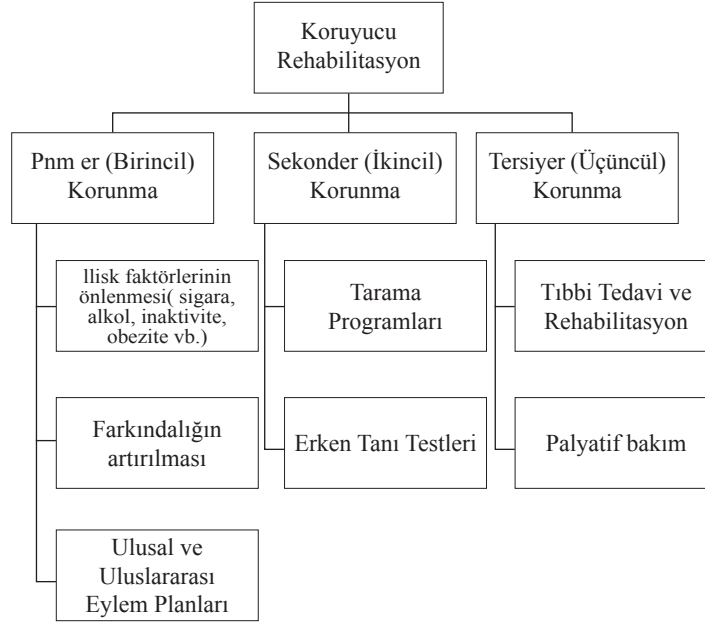 Koruyucu
Rehabilitasyon
Pnm er (Birincil)
Korunma
llisk faktörlerinin
önlenmesi( sigara,
alkol, inaktivite,
obezite vb.)
Farkındalığın
artırılması
Ulusal ve
Uluslararası
Eylem Planları
Sekonder (İkincil)
Korunma
Tarama
Programları
Erken Tanı Testleri
Tersiyer (Üçüncül)
Korunma
Tıbbi Tedavi ve
Rehabilitasyon
Palyatif bakım